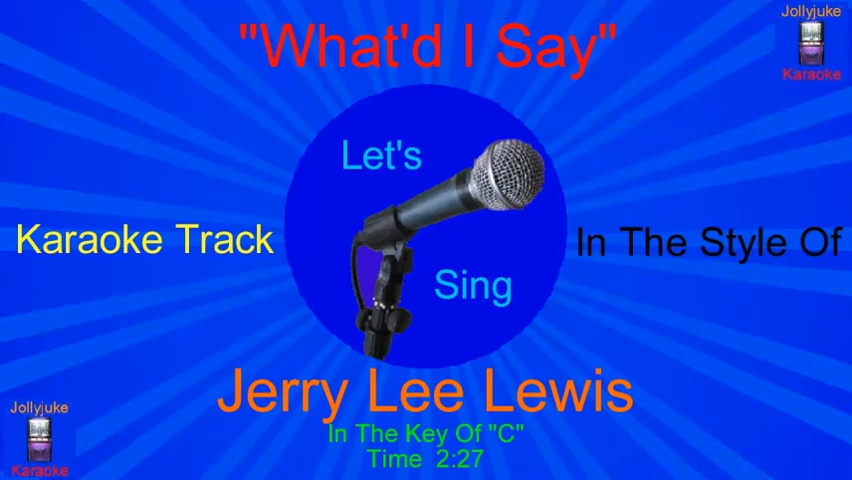 "What'd I Say"
Jollyjuke
Karaoke
Let's
Karaoke Track
In The Style Of
Sing
Jerry Lee Lewis
In The Key Of "C"
Time 2:27
Jollyjuke
Karaoke